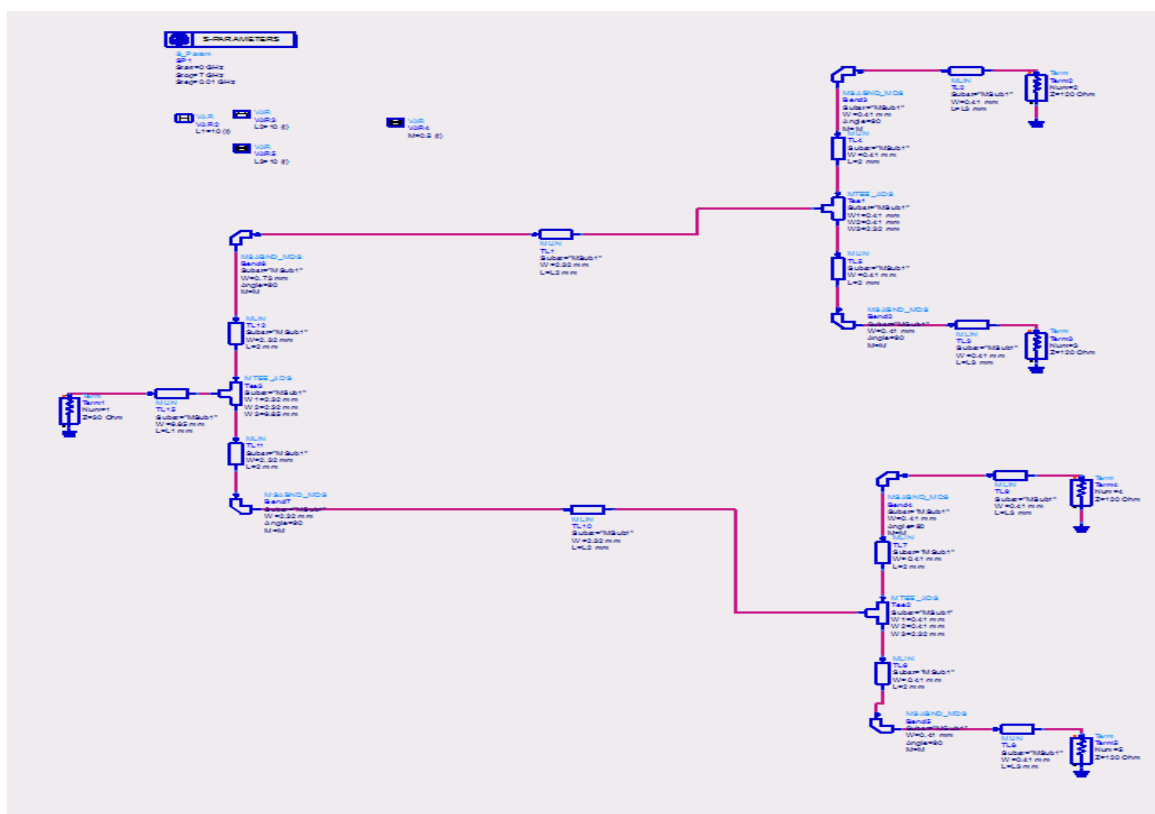 S-PARAMETERS
S_Param
SP1
Start=0 GHz
Stop=7 GHz
Step=0.01 GHz
VAR
VAR2
L1=10 {t}
VAR
VAR3
L2=10 {t}
VAR
VAR5
L3=10 {t}
VAR
VAR4
M=0.5 {t}
MSABND_MDS
Bend3
Subst="MSub1"
W=0.41 mm
Angle=90
M=M
MLIN
TL2
Subst="MSub1"
W=0.41 mm
L=L3 mm
Term
Term2
Num=2
Z=120 Ohm
MLIN
TL4
Subst="MSub1"
W=0.41 mm
L=2 mm
MTEE_ADS
Tee1
Subst="MSub1"
W1=0.41 mm
W2=0.41 mm
W3=2.32 mm
MLIN
TL5
Subst="MSub1"
W=0.41 mm
L=2 mm
MSABND_MDS
Bend2
Subst="MSub1"
W=0.41 mm
Angle=90
M=M
MLIN
TL3
Subst="MSub1"
W=0.41 mm
L=L3 mm
Term
Term3
Num=3
Z=120 Ohm
MLIN
TL1
Subst="MSub1"
W=2.32 mm
L=L2 mm
MSABND_MDS
Bend6
Subst="MSub1"
W=0.73 mm
Angle=90
M=M
MLIN
TL12
Subst="MSub1"
W=2.32 mm
L=2 mm
MTEE_ADS
Tee3
Subst="MSub1"
W1=2.32 mm
W2=2.32 mm
W3=6.65 mm
Term
Term1
Num=1
Z=30 Ohm
MLIN
Subst="MSub1"
W=6.65 mm
L=L1 mm
MLIN
TL11
Subst="MSub1"
W=2.32 mm
L=2 mm
MSABND_MDS
Bend7
Subst="MSub1"
W=2.32 mm
Angle=90
M=M
MLIN
TL10
Subst="MSub1"
W=2.32 mm
L=L2 mm
MSABND_MDS
Bend4
Subst="MSub1"
W=0.41 mm
Angle=90
M=M
MLIN
Subst="MSub1"
W=0.41 mm
L=L3 mm
Term
Term4
Num=4
Z=120 Ohm
MLIN
TL7
Subst="MSub1"
W=0.41 mm
L=2 mm
MTEE_ADS
Tee2
Subst="MSub1"
W1=0.41 mm
W2=0.41 mm
W3=2.32 mm
MLIN
Subst="MSub1"
W=0.41 mm
L=2 mm
MSABND_MDS
Bend5
Subst="MSub1"
W=0.41 mm
Angle=90
M=M
MLIN
Subst="MSub1"
W=0.41 mm
L=L3 mm
Term
Term5
Num=5
Z=120 Ohm